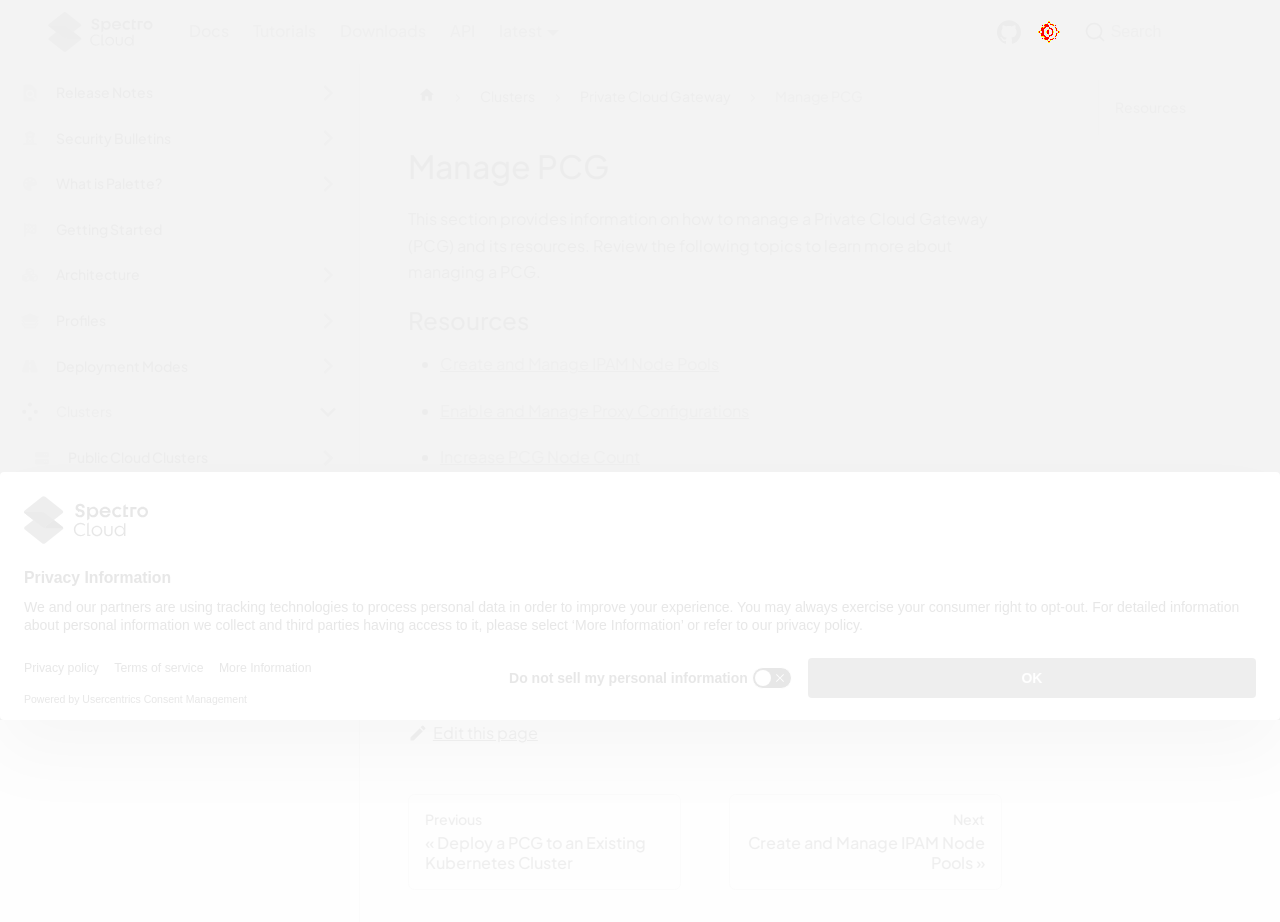 Spectro
Cloud
Docs Tutorials Downloads API latest
Search
Release Notes
Security Bulletins
What is Palette?
Getting Started
Architecture
Profiles
Deployment Modes
Clusters
Public Cloud Clusters
Clusters
Private Cloud Gateway
Manage PCG
Resources
Manage PCG
This section provides information on how to manage a Private Cloud Gateway
(PCG) and its resources. Review the following topics to learn more about
managing a PCG.
Resources
Create and Manage IPAM Node Pools
Enable and Manage Proxy Configurations
Increase PCG Node Count
Spectro
Cloud
Privacy Information
We and our partners are using tracking technologies to process personal data in order to improve your experience. You may always exercise your consumer right to opt-out. For detailed information
about personal information we collect and third parties having access to it, please select ‘More Information’ or refer to our privacy policy.
Privacy policy Terms of service More Information
Powered by Usercentrics Consent Management
Do not sell my personal information
OK
Edit this page
Previous
« Deploy a PCG to an Existing
Kubernetes Cluster
Next
Create and Manage IPAM Node
Pools »